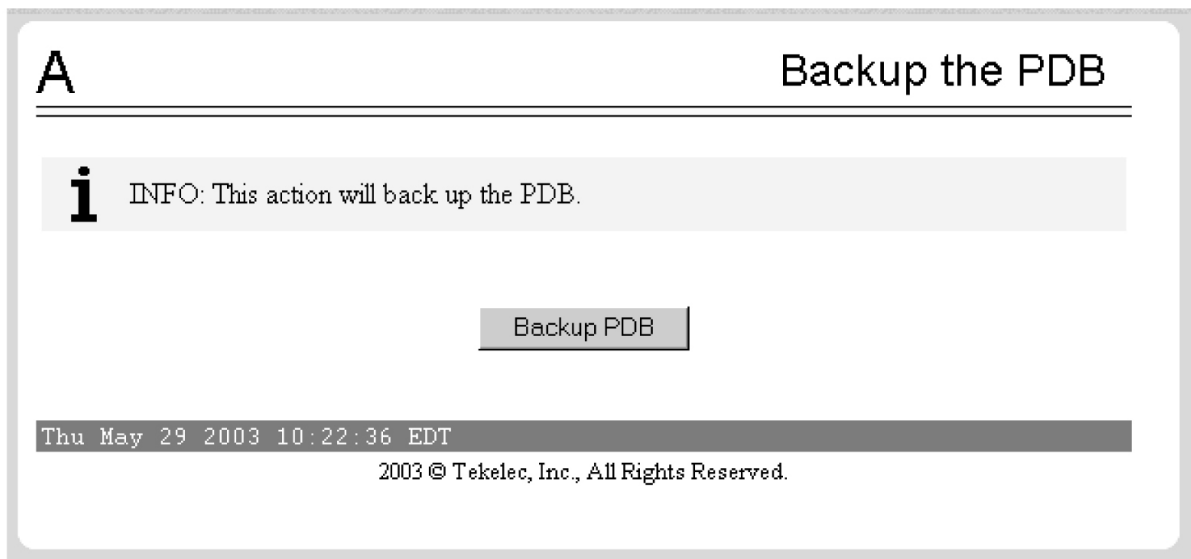 A
Backup the PDB
i
INFO: This action will back up the PDB.
Backup PDB
Thu May 29 2003 10:22:36 EDT
2003 © Tekelec, Inc., All Rights Reserved.